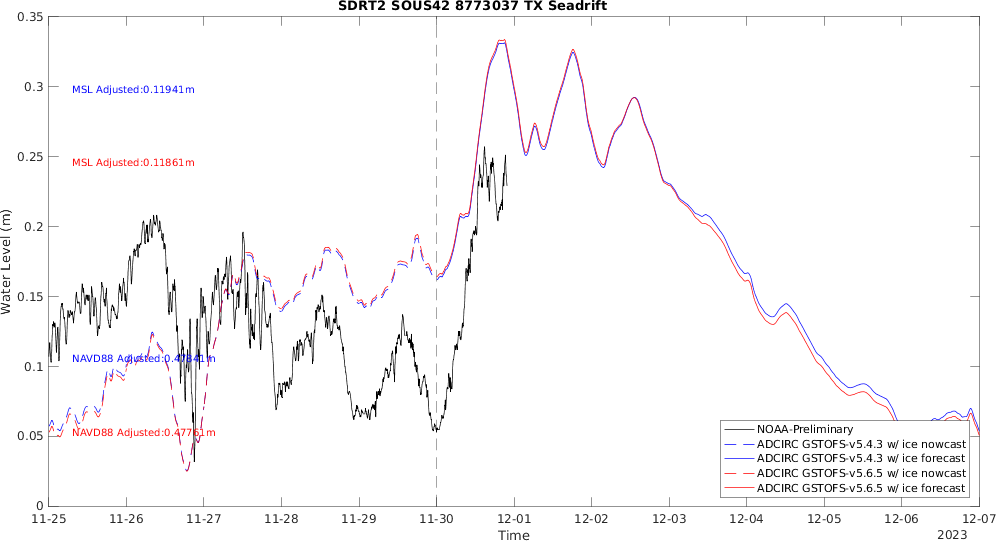 SDRT2 SOUS42 8773037 TX Seadrift
0.35
0.3
0.25
0.2
0.15
0.1
0.05
0
Water Level (m)
MSL Adjusted:0.11941m
MSL Adjusted:0.11861m
NAVD88 Adjusted:0.47841m
NAVD88 Adjusted:0.47761m
NOAA-Preliminary
ADCIRC GSTOFS-v5.4.3 w/ ice nowcast
ADCIRC GSTOFS-v5.4.3 w/ ice forecast
ADCIRC GSTOFS-v5.6.5 w/ ice nowcast
ADCIRC GSTOFS-v5.6.5 w/ ice forecast
11-25 11-26 11-27 11-28 11-29 11-30 12-01 12-02 12-03 12-04 12-05 12-06 12-07
Time
2023